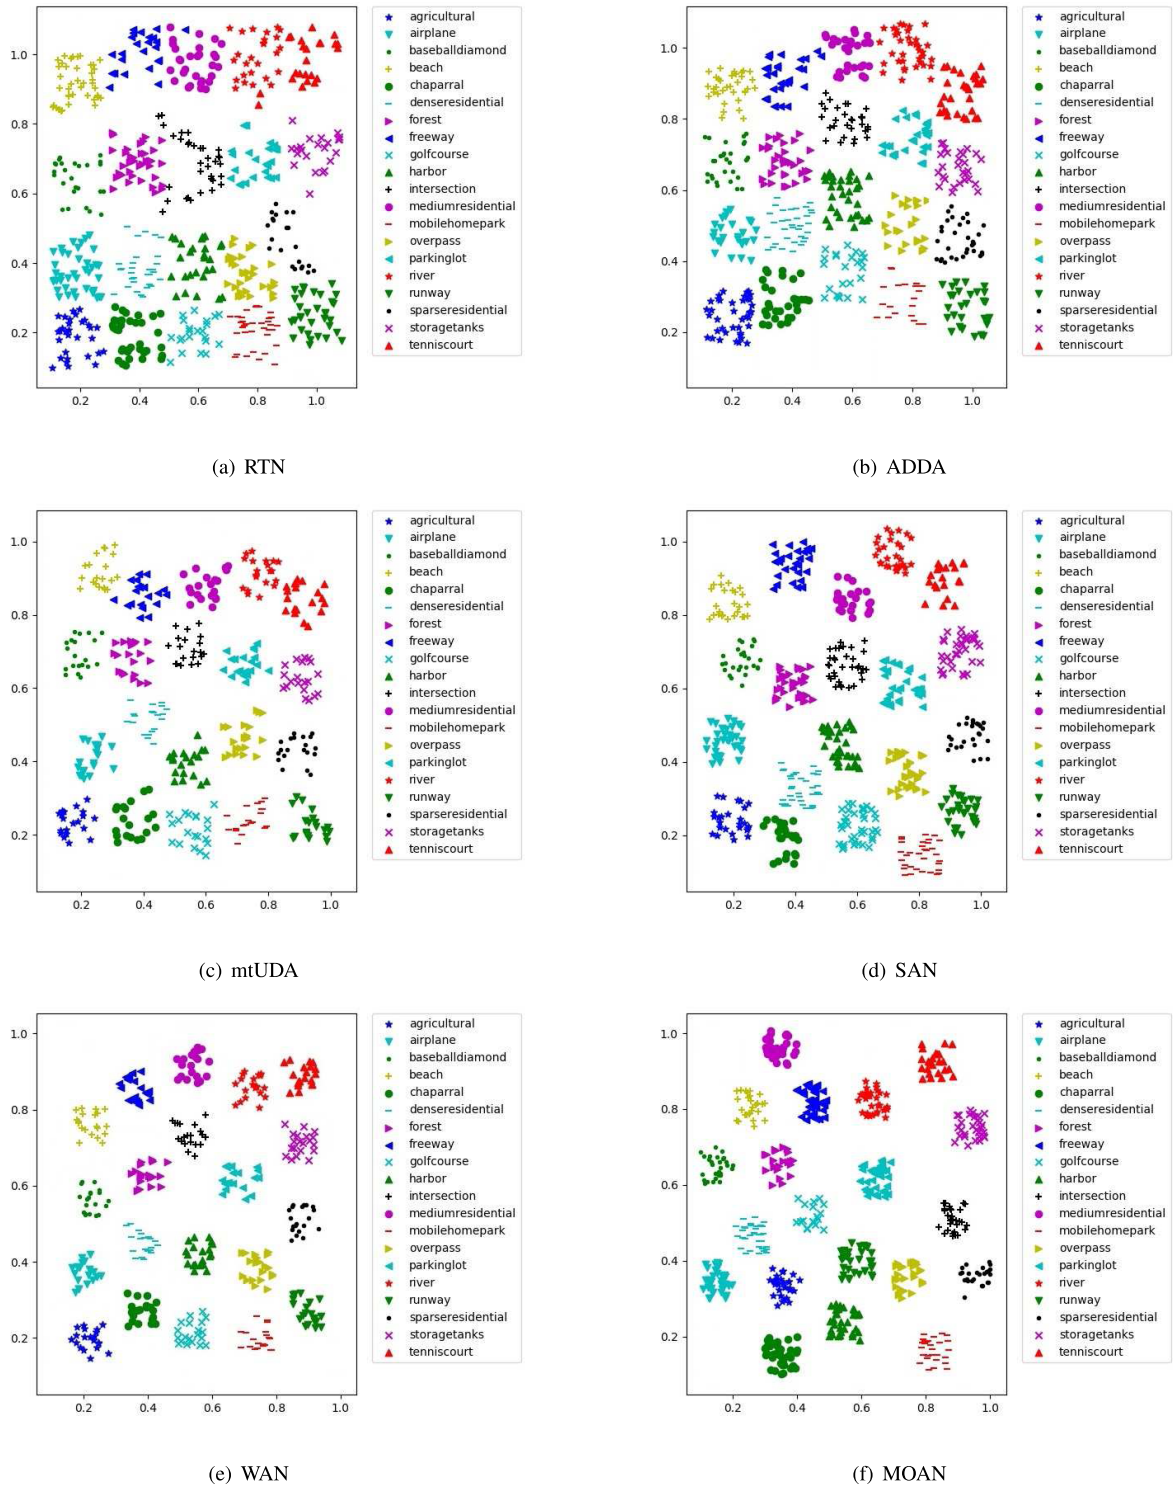 1.0
0.8
0.6
0.4
0.2
0.2 0.4 0.6 0.8 1.0
agricultural
airplane
baseballdiamond
beach
chaparral
denseresidential
forest
freeway
golfcourse
harbor
intersection
mediumresidential
mobilehomepark
overpass
parkinglot
river
runway
sparseresidential
storagetanks
tenniscourt
(a) RTN
1.0
0.8
0.6
0.4
0.2
0.2 0.4 0.6 0.8 1.0
agricultural
airplane
baseballdiamond
beach
chaparral
denseresidential
forest
freeway
golfcourse
harbor
intersection
mediumresidential
mobilehomepark
overpass
parkinglot
river
runway
sparseresidential
storagetanks
tenniscourt
(b) ADDA
1.0
0.8
0.6
0.4
0.2
0.2 0.4 0.6 0.8 1.0
agricultural
airplane
baseballdiamond
beach
chaparral
denseresidential
forest
freeway
golfcourse
harbor
intersection
mediumresidential
mobilehomepark
overpass
parkinglot
river
runway
sparseresidential
storagetanks
tenniscourt
(c) mtUDA
1.0
0.8
0.6
0.4
0.2
0.2 0.4 0.6 0.8 1.0
agricultural
airplane
baseballdiamond
beach
chaparral
denseresidential
forest
freeway
golfcourse
harbor
intersection
mediumresidential
mobilehomepark
overpass
parkinglot
river
runway
sparseresidential
storagetanks
tenniscourt
(d) SAN
1.0
0.8
0.6
0.4
0.2
0.2 0.4 0.6 0.8 1.0
agricultural
airplane
baseballdiamond
beach
chaparral
denseresidential
forest
freeway
golfcourse
harbor
intersection
mediumresidential
mobilehomepark
overpass
parkinglot
river
runway
sparseresidential
storagetanks
tenniscourt
(e) WAN
1.0
0.8
0.6
0.4
0.2
0.2 0.4 0.6 0.8 1.0
agricultural
airplane
baseballdiamond
beach
chaparral
denseresidential
forest
freeway
golfcourse
harbor
intersection
mediumresidential
mobilehomepark
overpass
parkinglot
river
runway
sparseresidential
storagetanks
tenniscourt
(f) MOAN